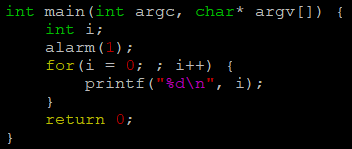 int main(int argc, char* argv[]) {
    int i;
    alarm(1);
    for(i = 0; ; i++) {
        printf("%d\n", i);
    }
    return 0;
}